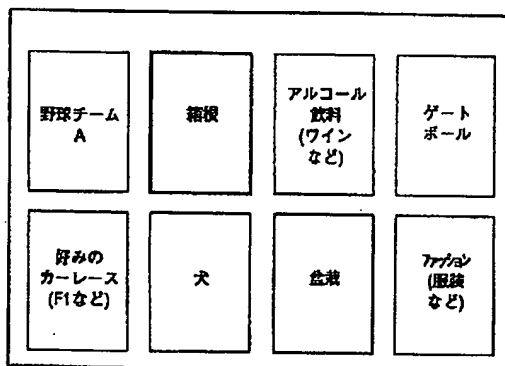 野球チーム
A
箱根
アルコール
飲料
(ワイン
など)
ゲート
ボール
好みの
カーレース
(F1など)
犬
盆栽
ファッション
(服装
など)